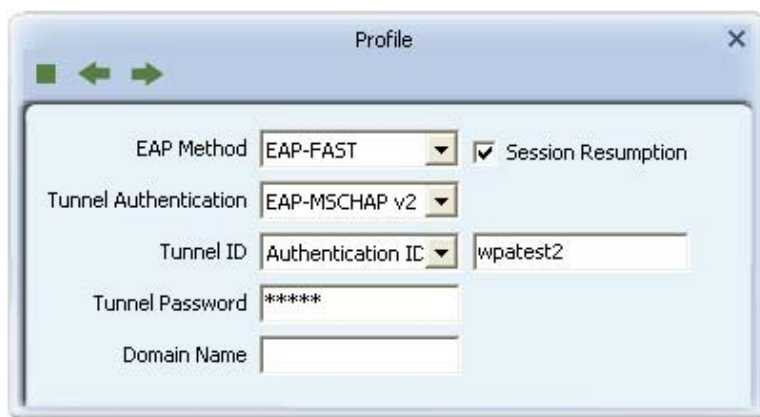 Profile
EAP Method EAP-FAST Session Resumption
Tunnel Authentication EAP-MSCHAP v2
Tunnel ID Authentication ID wpatest2
Tunnel Password *****
Domain Name